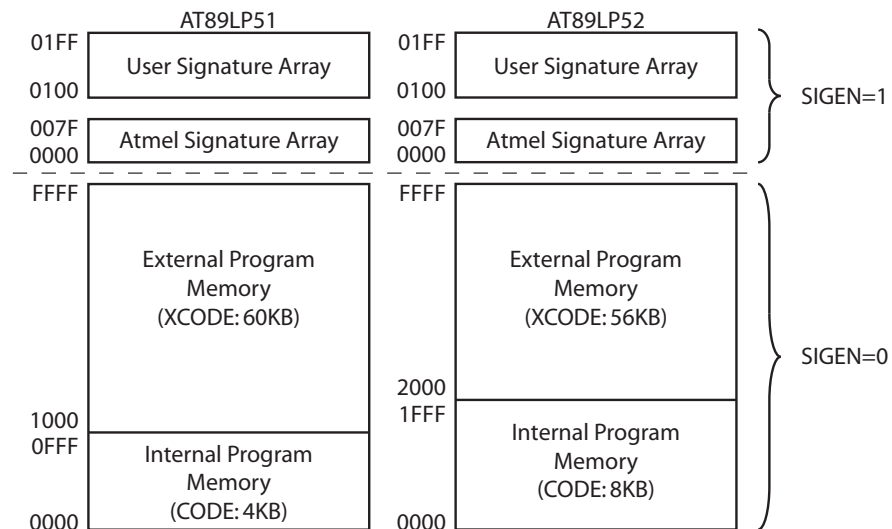 AT89LP51
AT89LP52
01FF
User Signature Array
0100
007F
Atmel Signature Array
0000
01FF
User Signature Array
0100
007F
Atmel Signature Array
0000
SIGEN=1
FFFF
External Program
Memory
(XCODE: 60KB)
1000
0FFF
Internal Program
Memory
(CODE: 4KB)
0000
FFFF
External Program
Memory
(XCODE: 56KB)
2000
1FFF
Internal Program
Memory
(CODE: 8KB)
0000
SIGEN=0